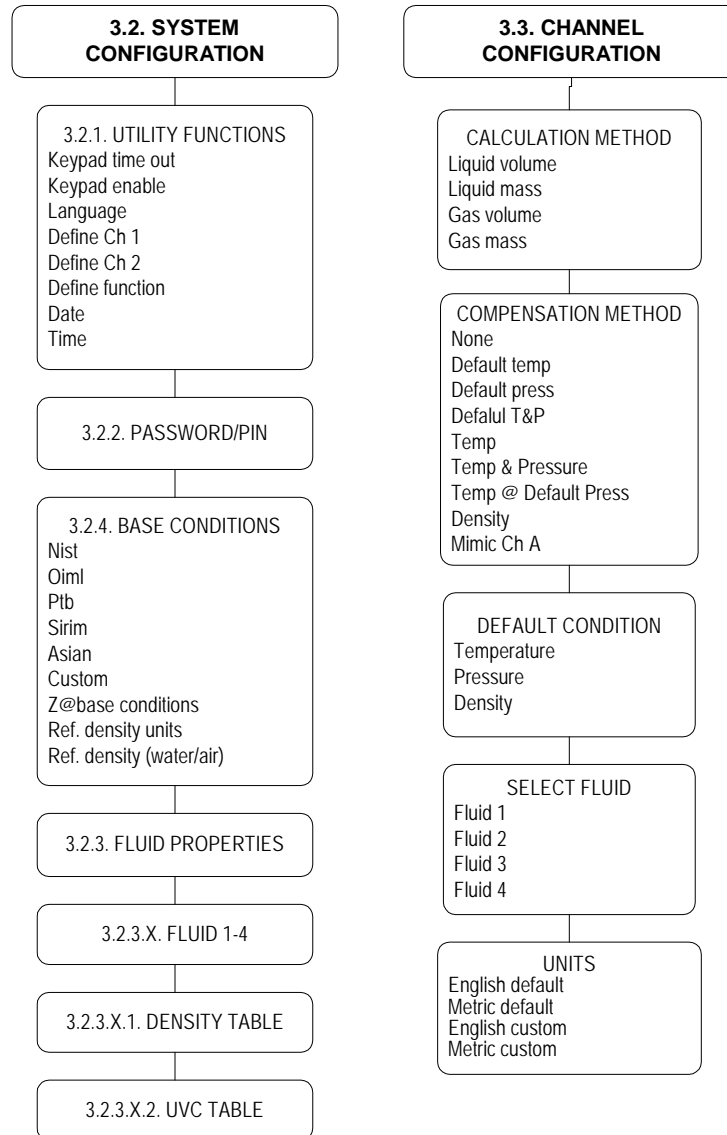 3.2. SYSTEM
CONFIGURATION
3.2.1. UTILITY FUNCTIONS
Keypad time out
Keypad enable
Language
Define Ch 1
Define Ch 2
Define function
Date
Time
3.2.2. PASSWORD/PIN
3.2.4. BASE CONDITIONS
Nist
Oiml
Ptb
Sirim
Asian
Custom
Z@base conditions
Ref. density units
Ref. density (water/air)
3.2.3. FLUID PROPERTIES
3.2.3.X. FLUID 1-4
3.2.3.X.1. DENSITY TABLE
3.2.3.X.2. UVC TABLE
3.3. CHANNEL
CONFIGURATION
CALCULATION METHOD
Liquid volume
Liquid mass
Gas volume
Gas mass
COMPENSATION METHOD
None
Default temp
Default press
Defalul T&P
Temp
Temp & Pressure
Temp @ Default Press
Density
Mimic Ch A
DEFAULT CONDITION
Temperature
Pressure
Density
SELECT FLUID
Fluid 1
Fluid 2
Fluid 3
Fluid 4
UNITS
English default
Metric default
English custom
Metric custom